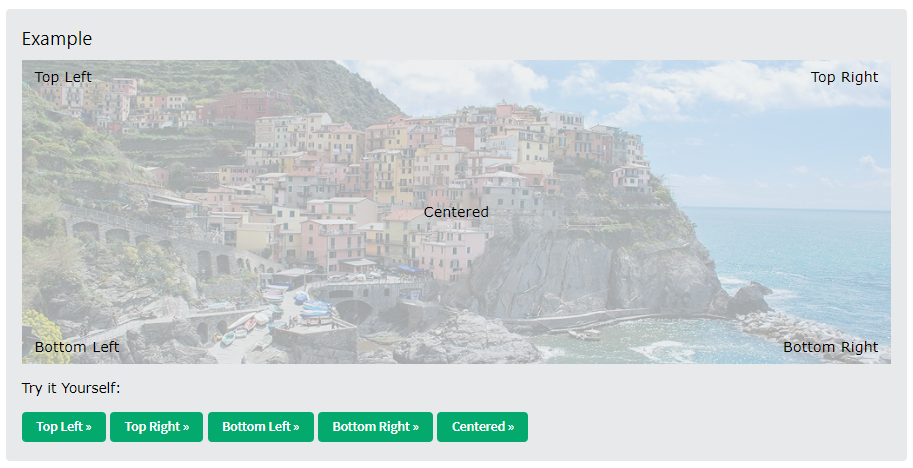 Example
Top Left Top Right
Centered
Bottom Left Bottom Right
Try it Yourself:
Top Left » Top Right » Bottom Left » Bottom Right » Centered »